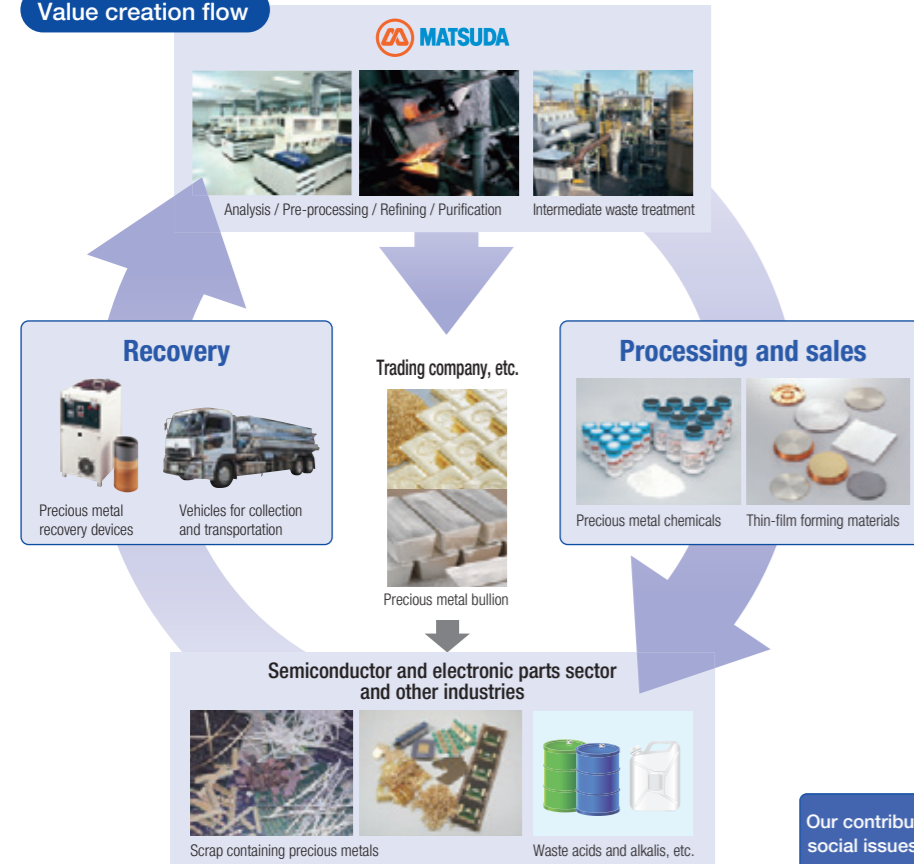 Value creation flow
MATSUDA
Analysis / Pre-processing / Refining / Purification
Intermediate waste treatment
Recovery
Precious metal
recovery devices
Vehicles for collection
and transportation
Trading company, etc.
Precious metal bullion
Processing and sales
Precious metal chemicals
Thin-film forming materials
Semiconductor and electronic parts sector
and other industries
Scrap containing precious metals
Waste acids and alkalis, etc.
Our contribu
social issues